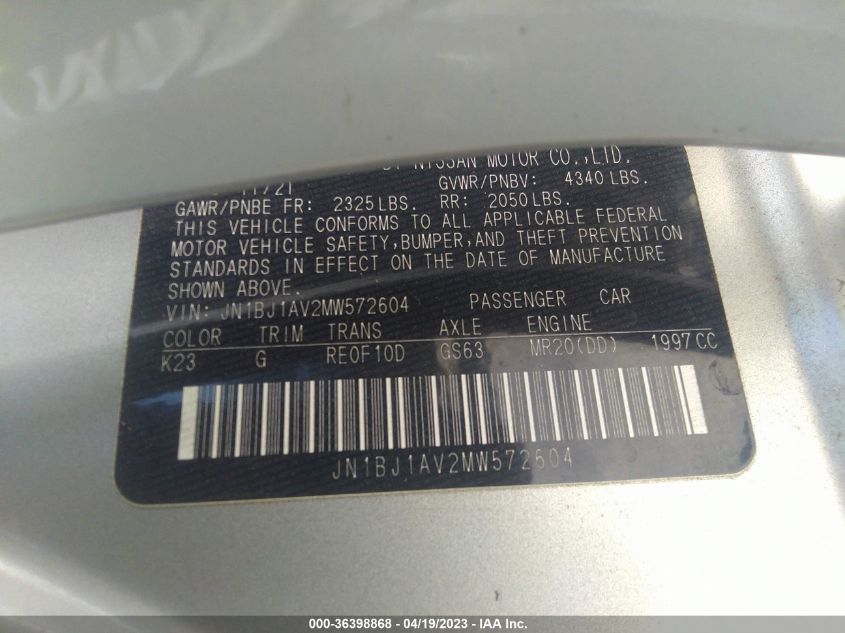 NISSAN MOTOR CO.,LTD.
11/21 GVWR/PNBV: 4340 LBS.
GAWR/PNBE FR: 2325 LBS. RR: 2050 LBS.
THIS VEHICLE CONFORMS TO ALL APPLICABLE FEDERAL
MOTOR VEHICLE SAFETY,BUMPER,AND THEFT PREVENTION
STANDARDS IN EFFECT ON THE DATE OF MANUFACTURE
SHOWN ABOVE.
VIN: JN1BJ1AV2MW572604 PASSENGER CAR
COLOR TRIM TRANS AXLE ENGINE
K23 G RE0F10D GS63 MR20(DD) 1997 CC
JN1BJ1AV2MW572604
000-36398868 - 04/19/2023 - IAA Inc.